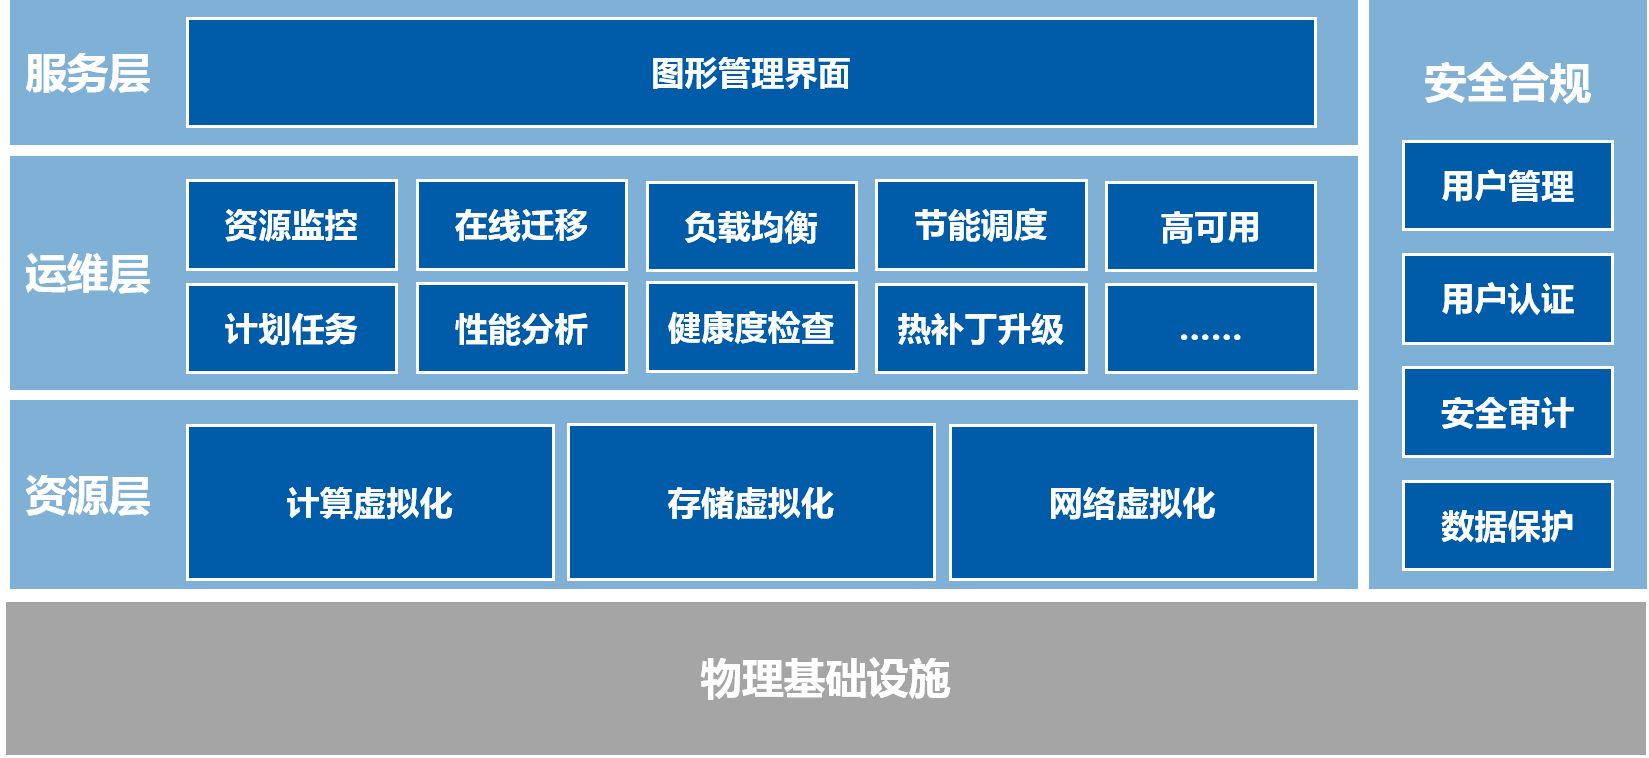 服务层
图形管理界面
运维层
资源监控
在线迁移
负载均衡
节能调度
高可用
计划任务
性能分析
健康度检查
热补丁升级
......
资源层
计算虚拟化
存储虚拟化
网络虚拟化
安全合规
用户管理
用户认证
安全审计
数据保护
物理基础设施